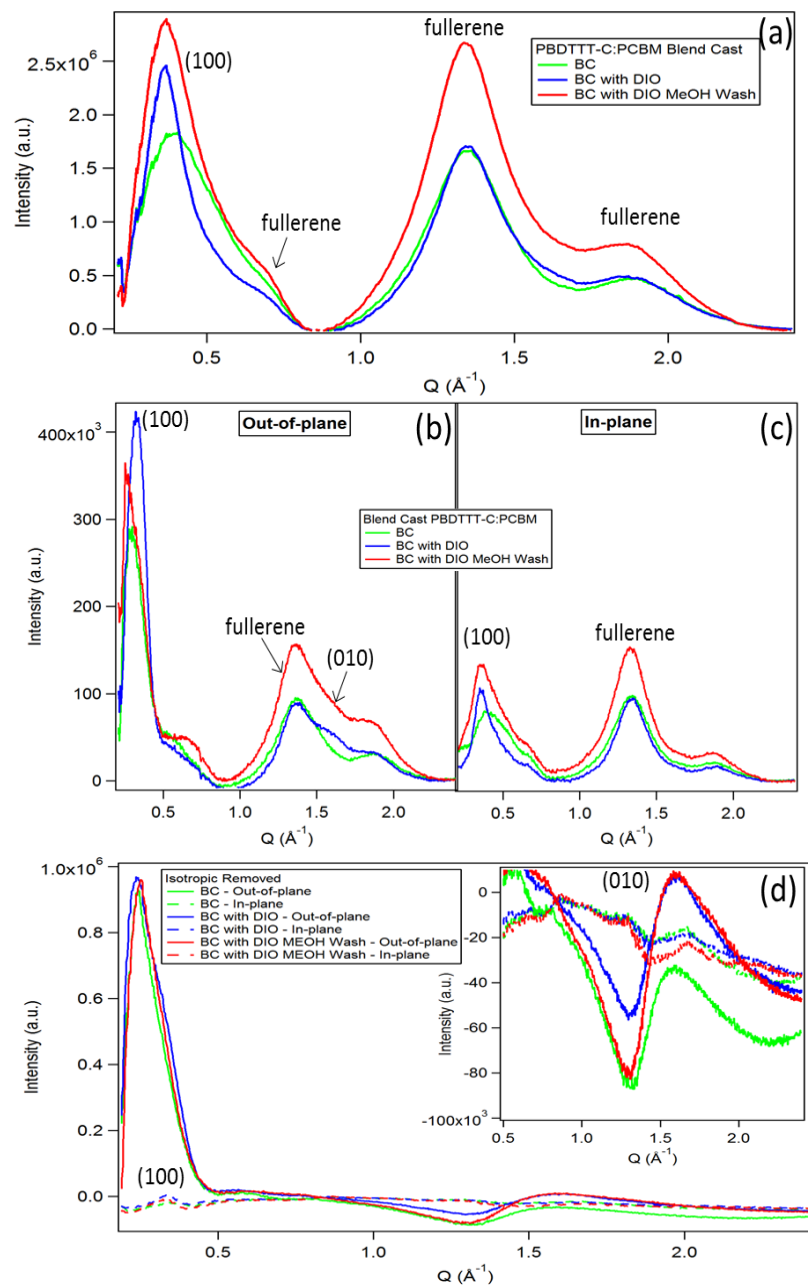 (a)
fullerene
(100)
PBDTTT-C:PCBM Blend Cast
BC
BC with DIO
BC with DIO MeOH Wash
fullerene
fullerene
Intensity (a.u.)
2.5x10⁶
2.0
1.5
1.0
0.5
0.0
0.5 1.0 1.5 2.0
Q (Å⁻¹)
(b)
(100)
Out-of-plane
(c)
In-plane
Blend Cast PBDTTT-C:PCBM
BC
BC with DIO
BC with DIO MeOH Wash
fullerene
(010)
(100)
fullerene
Intensity (a.u.)
400x10³
300
200
100
0
0.5 1.0 1.5 2.0
Q (Å⁻¹)
0.5 1.0 1.5 2.0
Q (Å⁻¹)
Isotropic Removed
BC - Out-of-plane
BC - In-plane
BC with DIO - Out-of-plane
BC with DIO - In-plane
BC with DIO MEOH Wash - Out-of-plane
BC with DIO MEOH Wash - In-plane
(d)
(010)
Intensity (a.u.)
0
-20
-40
-60
-80
-100x10³
0.5 1.0 1.5 2.0
Q (Å⁻¹)
(100)
Intensity (a.u.)
1.0x10⁶
0.8
0.6
0.4
0.2
0.0
0.5 1.0 1.5 2.0
Q (Å⁻¹)